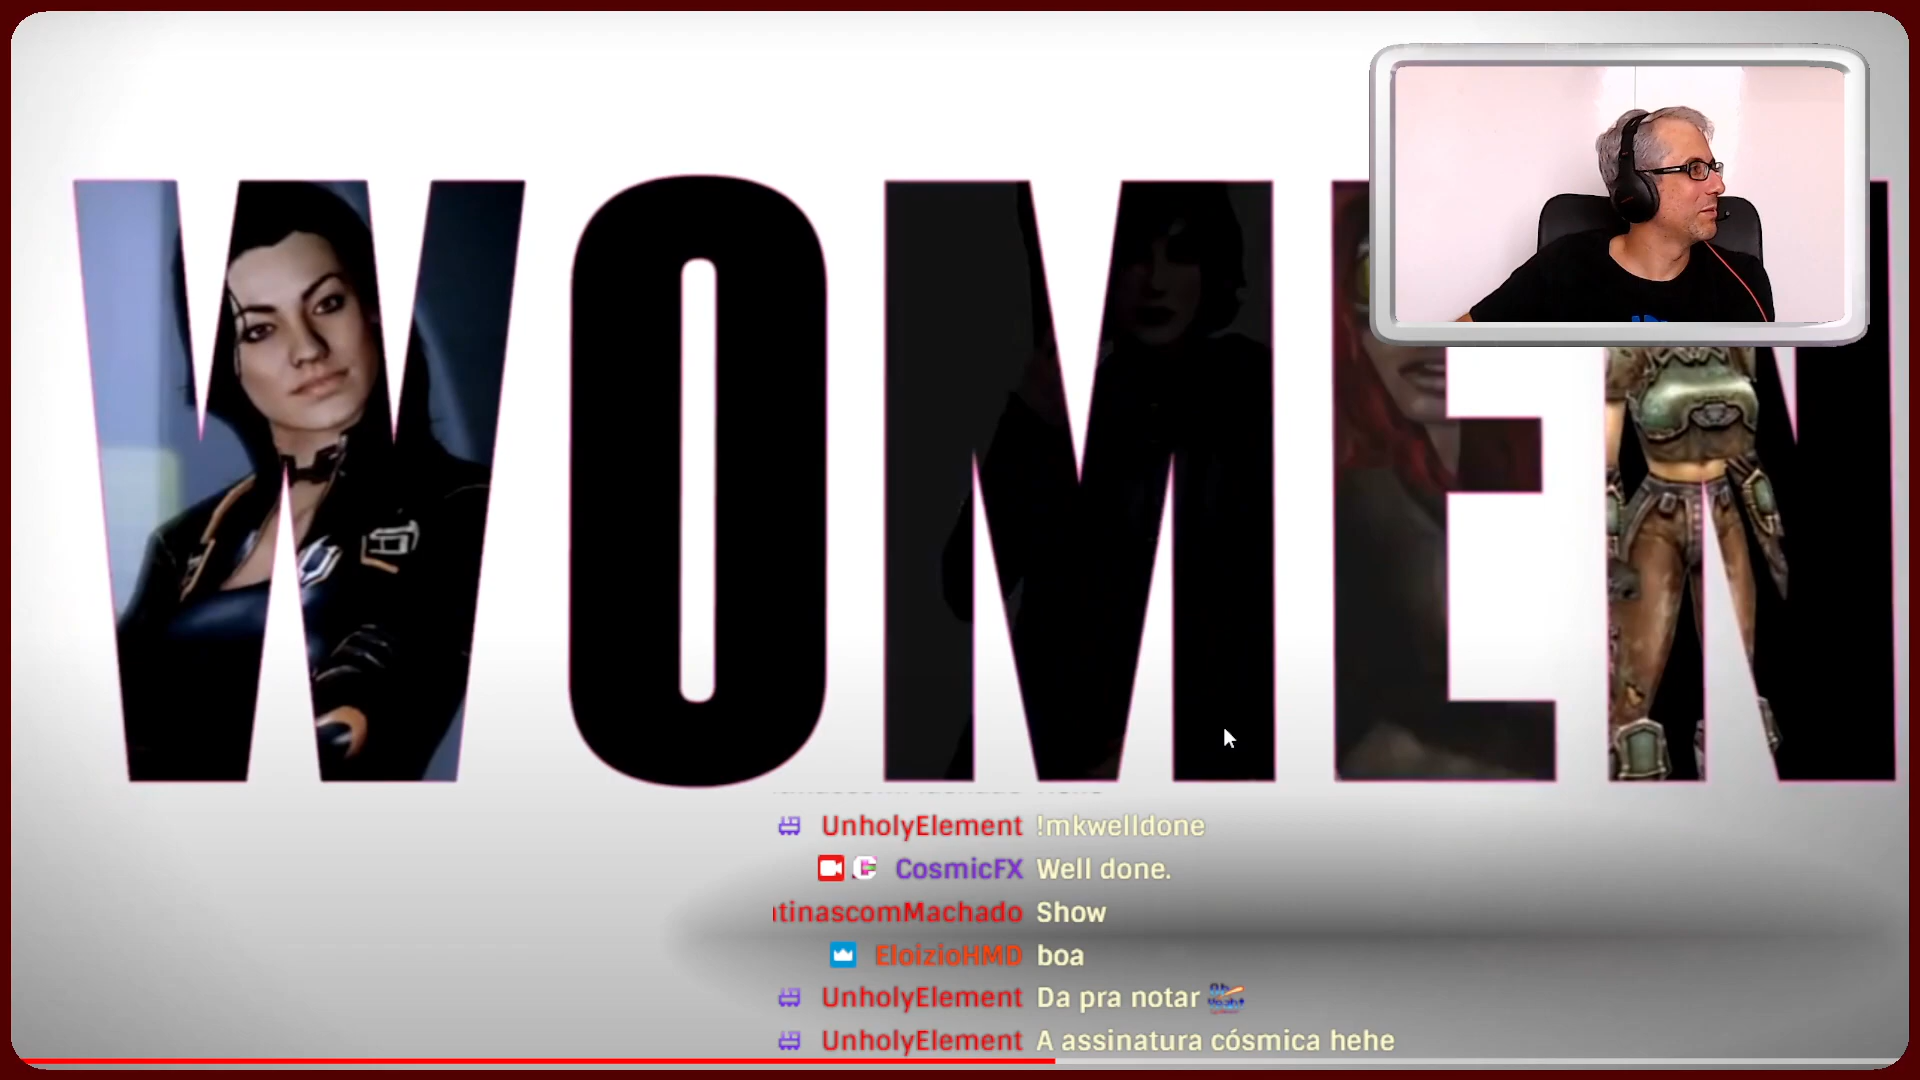 WOMEN
UnholyElement !mkwelldone
CosmicFX Well done.
tinascomMachado Show
EloizioHMD boa
UnholyElement Da pra notar
UnholyElement A assinatura cósmica hehe